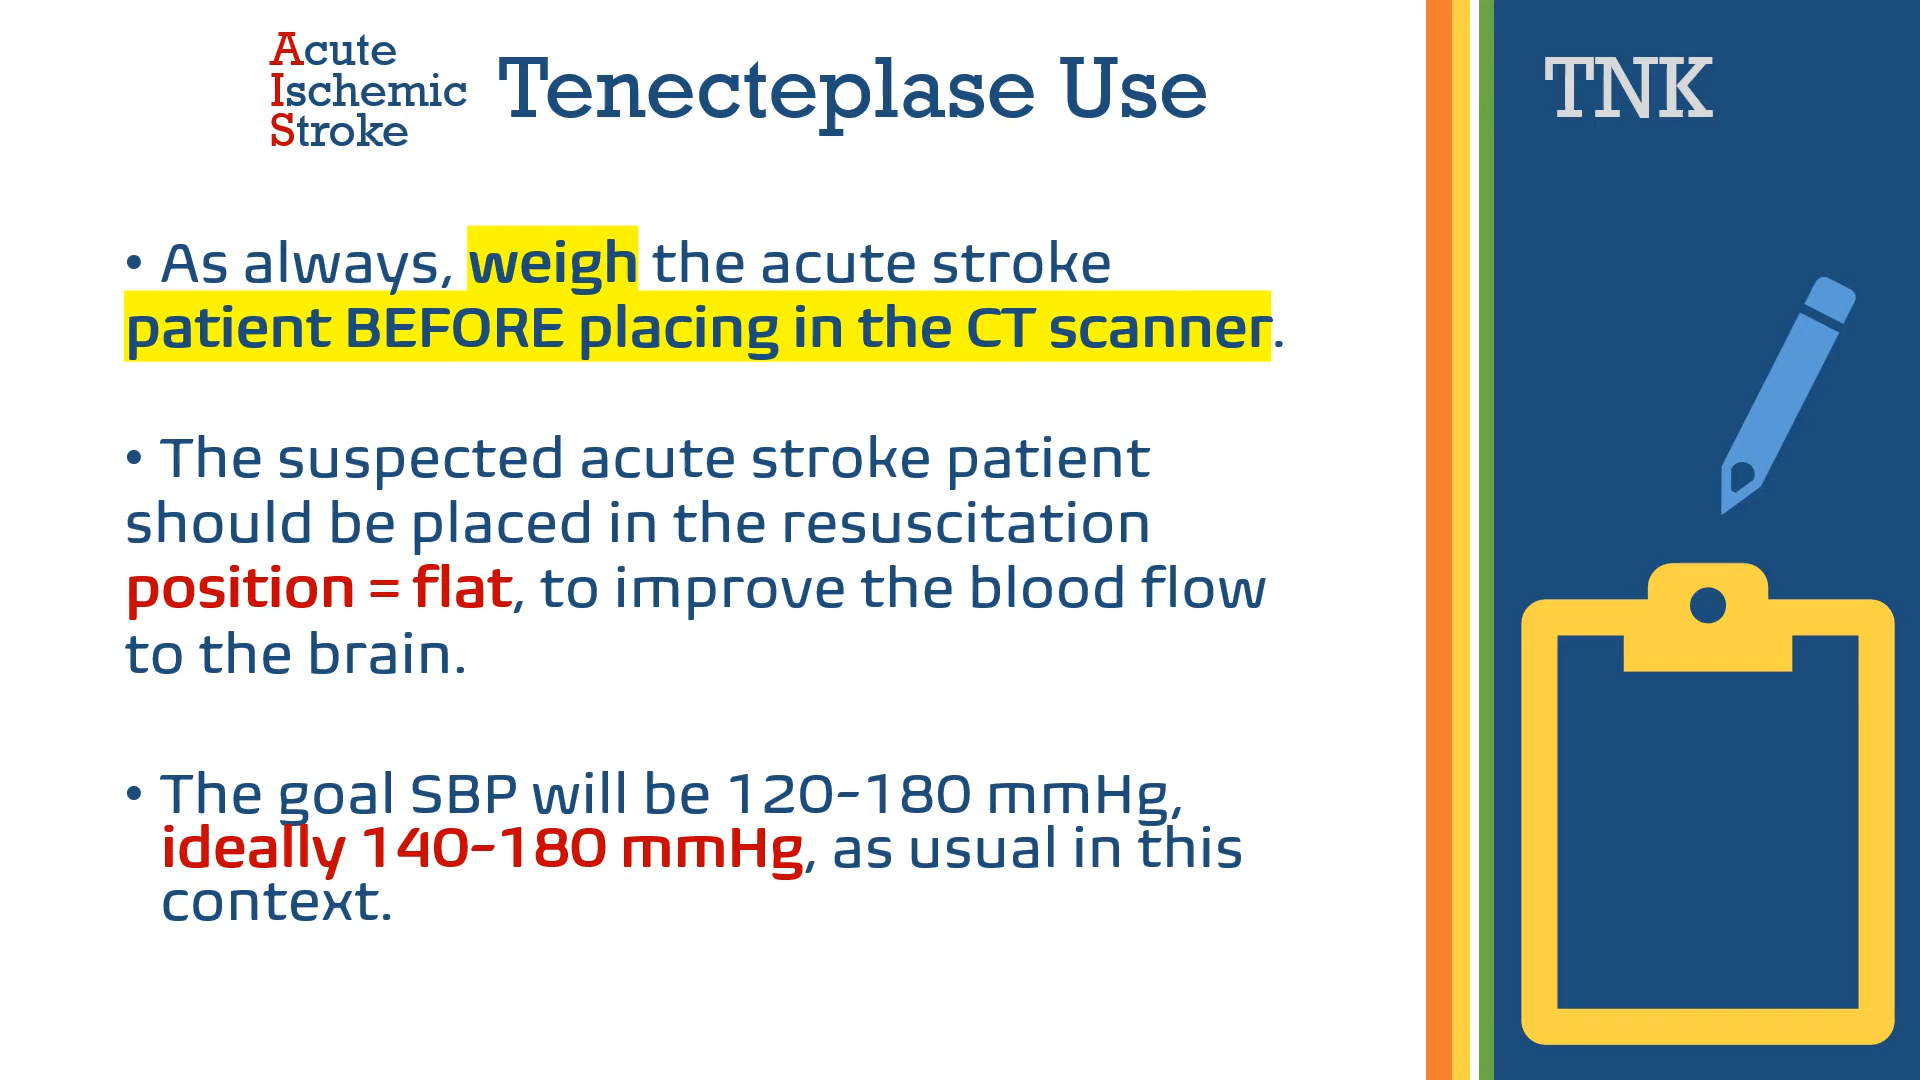 Acute
Ischemic
Stroke
Tenecteplase Use
TNK
• As always, weigh the acute stroke
patient BEFORE placing in the CT scanner.
• The suspected acute stroke patient
should be placed in the resuscitation
position = flat, to improve the blood flow
to the brain.
• The goal SBP will be 120-180 mmHg,
ideally 140-180 mmHg, as usual in this
context.